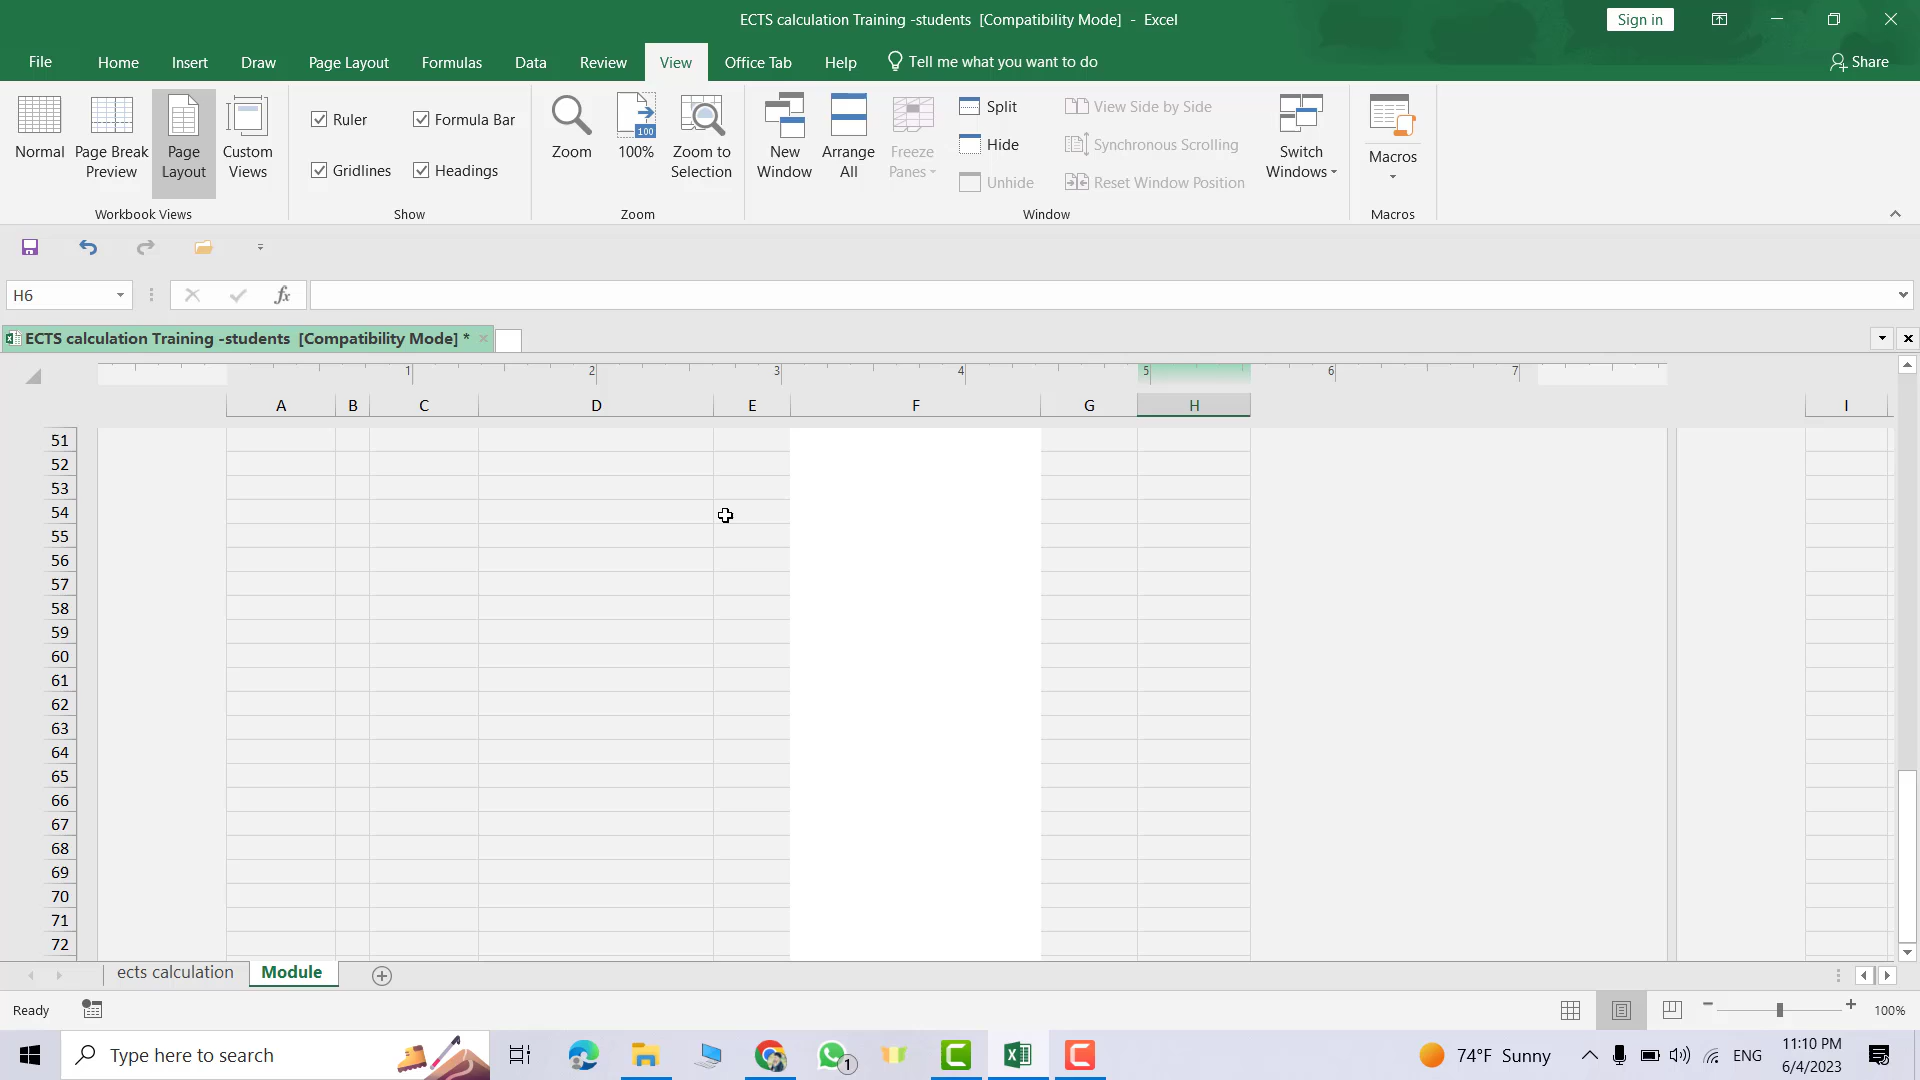 ECTS calculation Training -students  [Compatibility Mode]  -  Excel
Sign in
File Home Insert Draw Page Layout Formulas Data Review View Office Tab Help Tell me what you want to do Share
Normal
Page Break Preview
Page Layout
Custom Views
Workbook Views
Ruler
Formula Bar
Gridlines
Headings
Show
Zoom
100
100%
Zoom to Selection
Zoom
New Window
Arrange All
Freeze Panes
Split
Hide
Unhide
View Side by Side
Synchronous Scrolling
Reset Window Position
Switch Windows
Window
Macros
Macros
H6
fx
ECTS calculation Training -students  [Compatibility Mode] *
1 2 3 4 5 6 7
A B C D E F G H I
51
52
53
54
55
56
57
58
59
60
61
62
63
64
65
66
67
68
69
70
71
72
ects calculation Module
Ready
100%
Type here to search
1
74°F Sunny
ENG
11:10 PM
6/4/2023